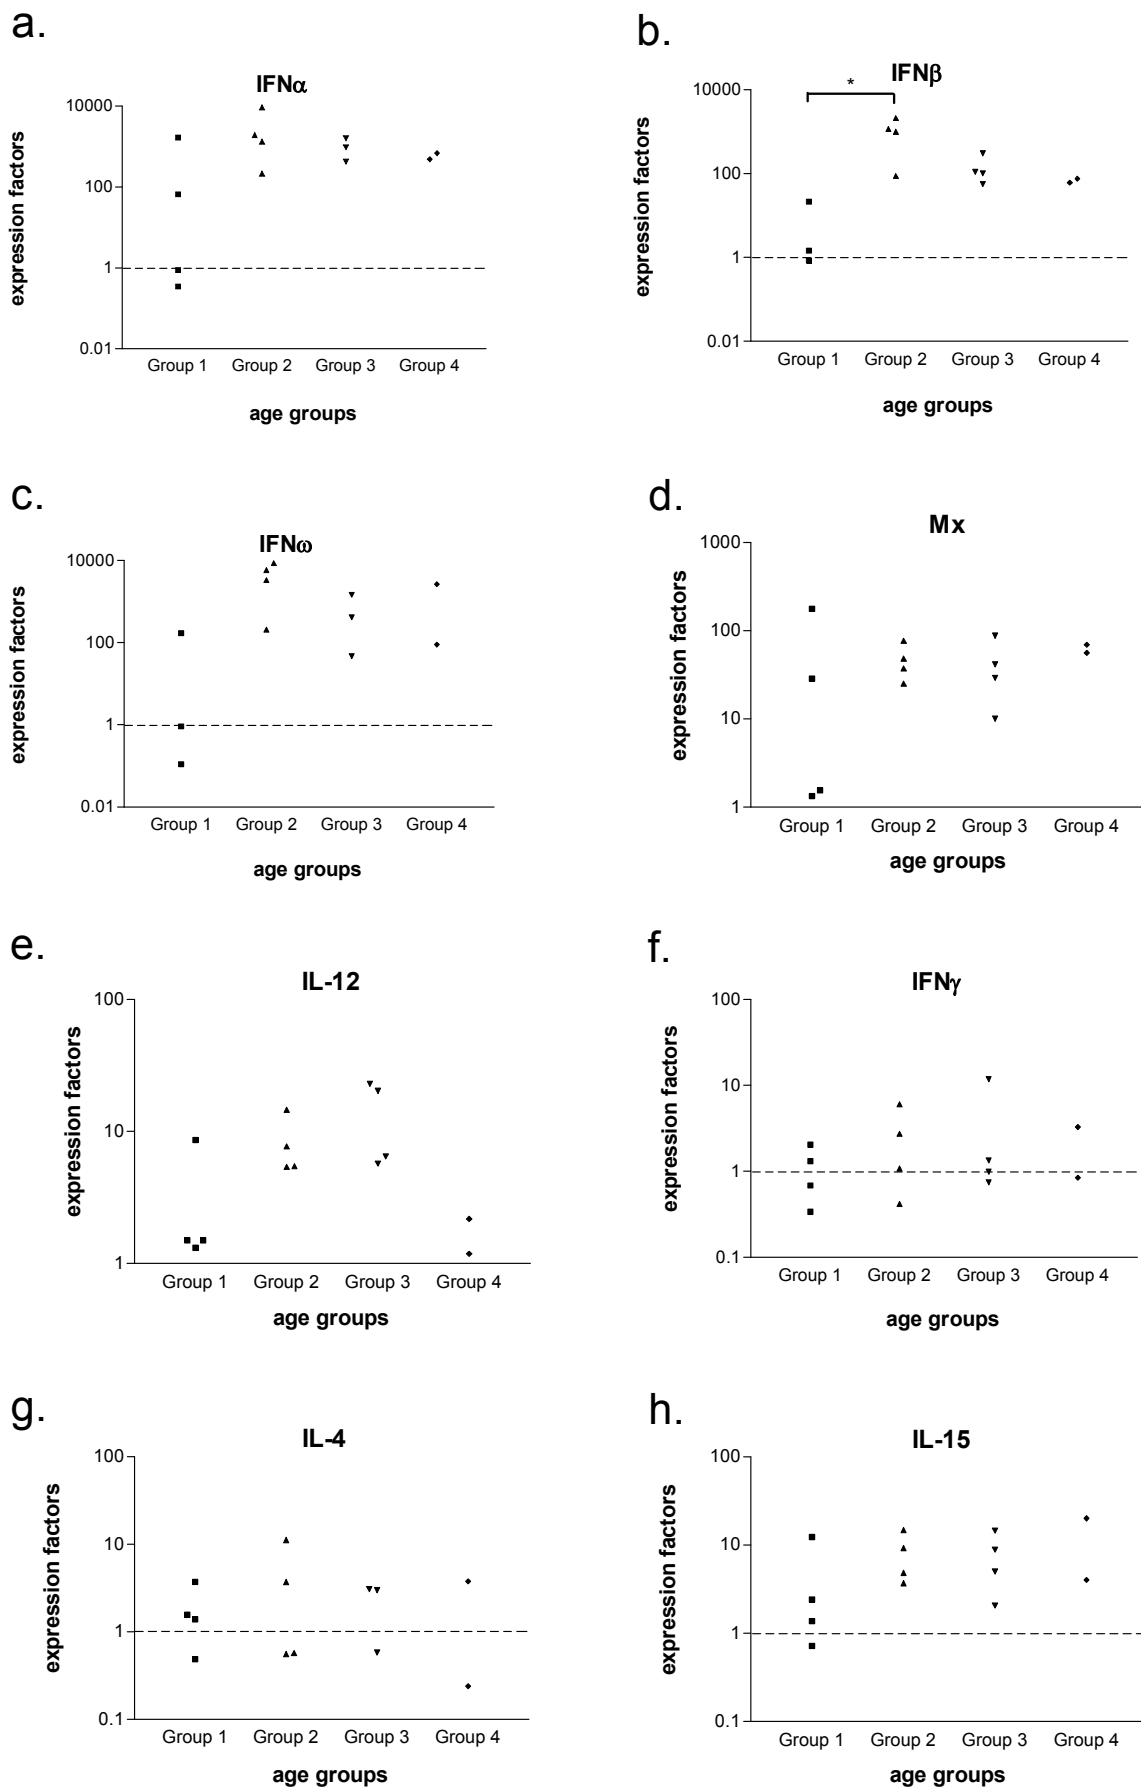 a.
IFNα
expression factors
10000
100
1
0.01
Group 1 Group 2 Group 3 Group 4
age groups
b.
IFNβ
*
expression factors
10000
100
1
0.01
Group 1 Group 2 Group 3 Group 4
age groups
c.
IFNω
expression factors
10000
100
1
0.01
Group 1 Group 2 Group 3 Group 4
age groups
d.
Mx
expression factors
1000
100
10
1
Group 1 Group 2 Group 3 Group 4
age groups
e.
IL-12
expression factors
100
10
1
Group 1 Group 2 Group 3 Group 4
age groups
f.
IFNγ
expression factors
100
10
1
0.1
Group 1 Group 2 Group 3 Group 4
age groups
g.
IL-4
expression factors
100
10
1
0.1
Group 1 Group 2 Group 3 Group 4
age groups
h.
IL-15
expression factors
100
10
1
0.1
Group 1 Group 2 Group 3 Group 4
age groups